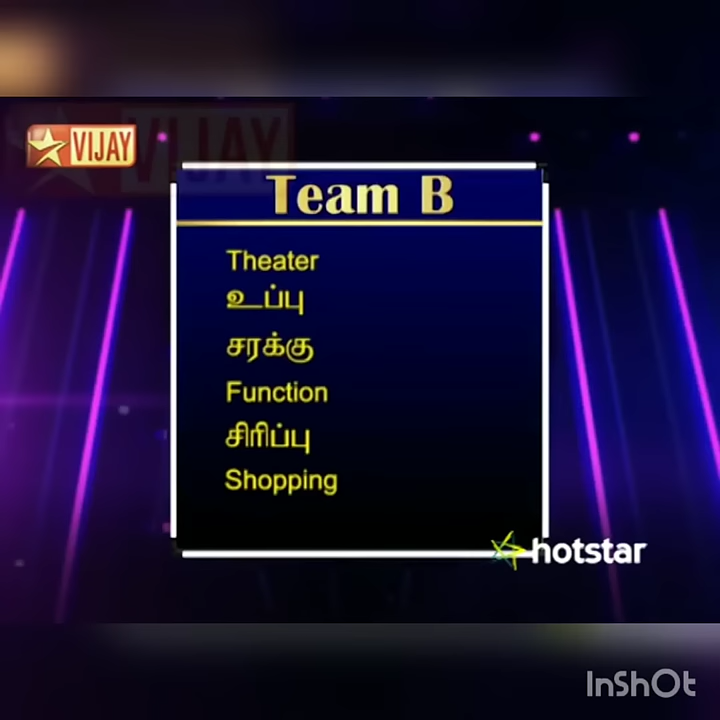 VIJAY
Team B
Theater
உப்பு
சரக்கு
Function
சிரிப்பு
Shopping
hotstar
InShOt